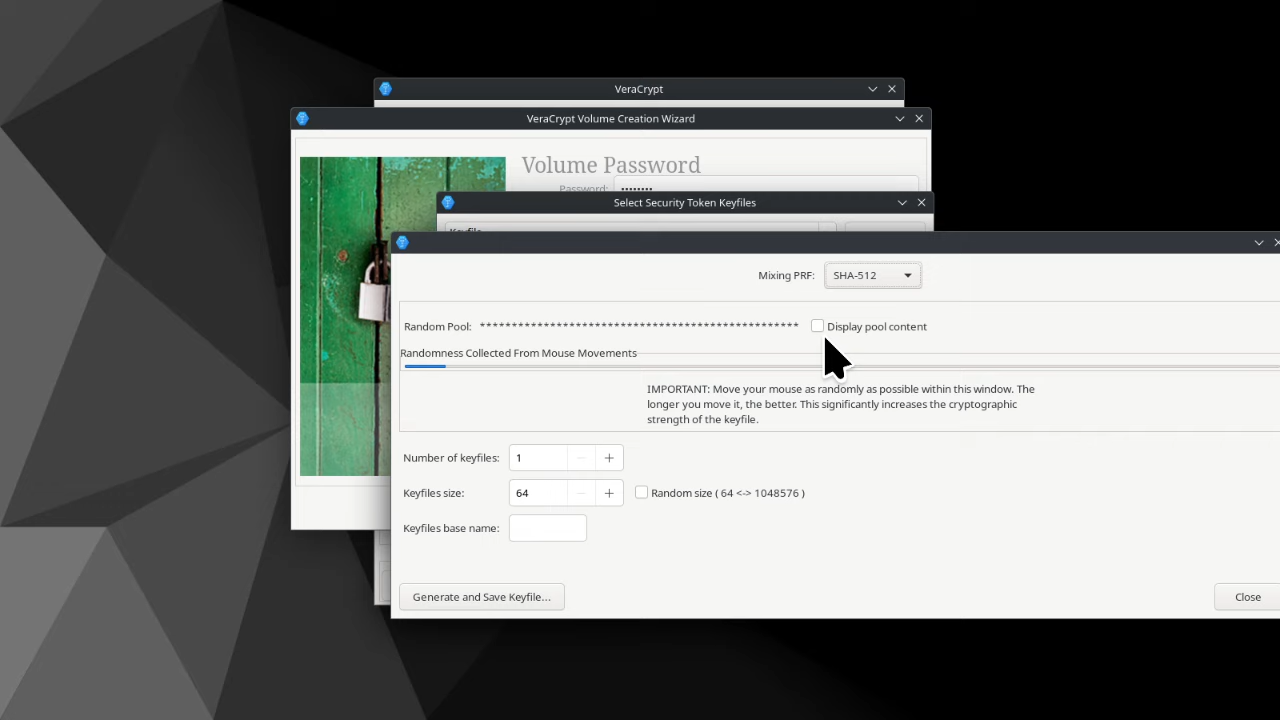 VeraCrypt
VeraCrypt Volume Creation Wizard
Volume Password
Password: ••••••••
Select Security Token Keyfiles
Keyfile
Mixing PRF: SHA-512
Random Pool: ************************************************** Display pool content
Randomness Collected From Mouse Movements
IMPORTANT: Move your mouse as randomly as possible within this window. The
longer you move it, the better. This significantly increases the cryptographic
strength of the keyfile.
Number of keyfiles: 1
Keyfiles size: 64 Random size ( 64 <-> 1048576 )
Keyfiles base name:
Generate and Save Keyfile... Close